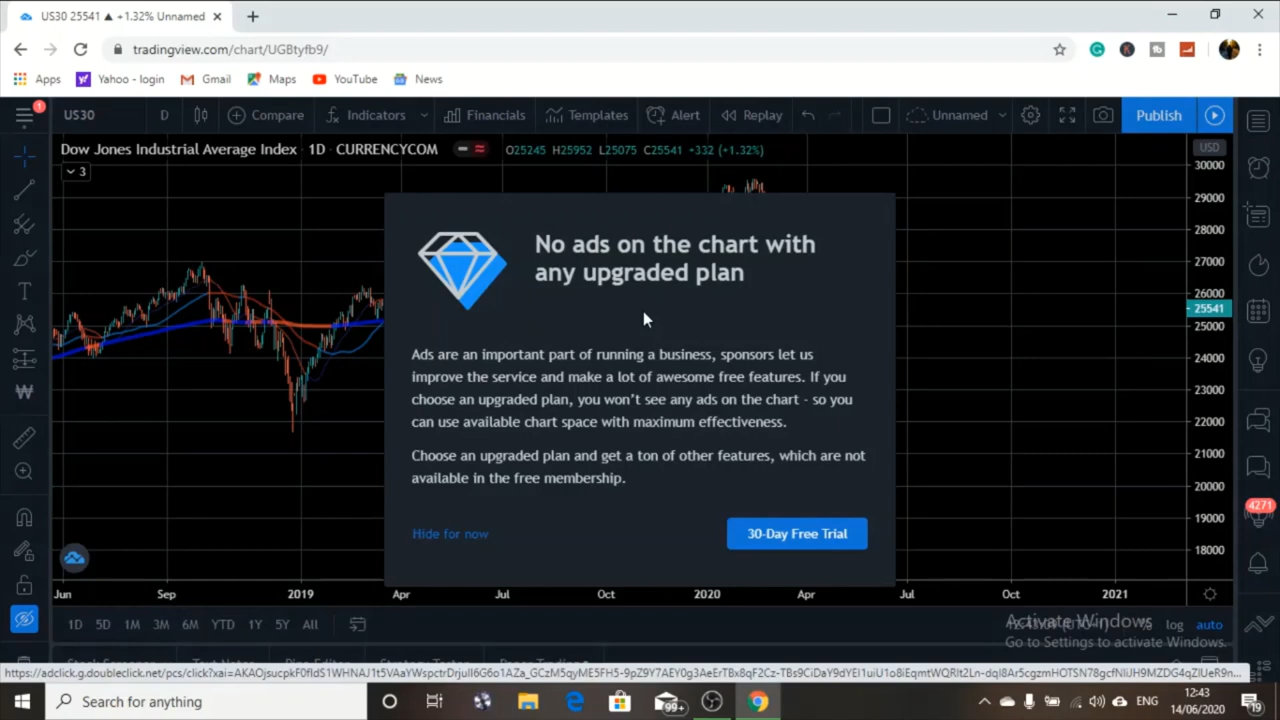 US30 25541 ▲ +1.32% Unnamed
tradingview.com/chart/UGBtyfb9/
Apps Yahoo - login Gmail Maps YouTube News
1
US30 D Compare Indicators Financials Templates Alert Replay Unnamed Publish
Dow Jones Industrial Average Index · 1D · CURRENCYCOM O25245 H25952 L25075 C25541 +332 (+1.32%) USD
3
30000
29000
28000
27000
26000
25541
25000
24000
23000
22000
21000
20000
19000
18000
No ads on the chart with
any upgraded plan
Ads are an important part of running a business, sponsors let us
improve the service and make a lot of awesome free features. If you
choose an upgraded plan, you won't see any ads on the chart - so you
can use available chart space with maximum effectiveness.
Choose an upgraded plan and get a ton of other features, which are not
available in the free membership.
Hide for now 30-Day Free Trial
4271
Jun Sep 2019 Apr Jul Oct 2020 Apr Jul Oct 2021
1D 5D 1M 3M 6M YTD 1Y 5Y All log auto
Activate Windows
Go to Settings to activate Windows.
Type here: Search for anything 99+ ENG 12:43
14/06/2020
19